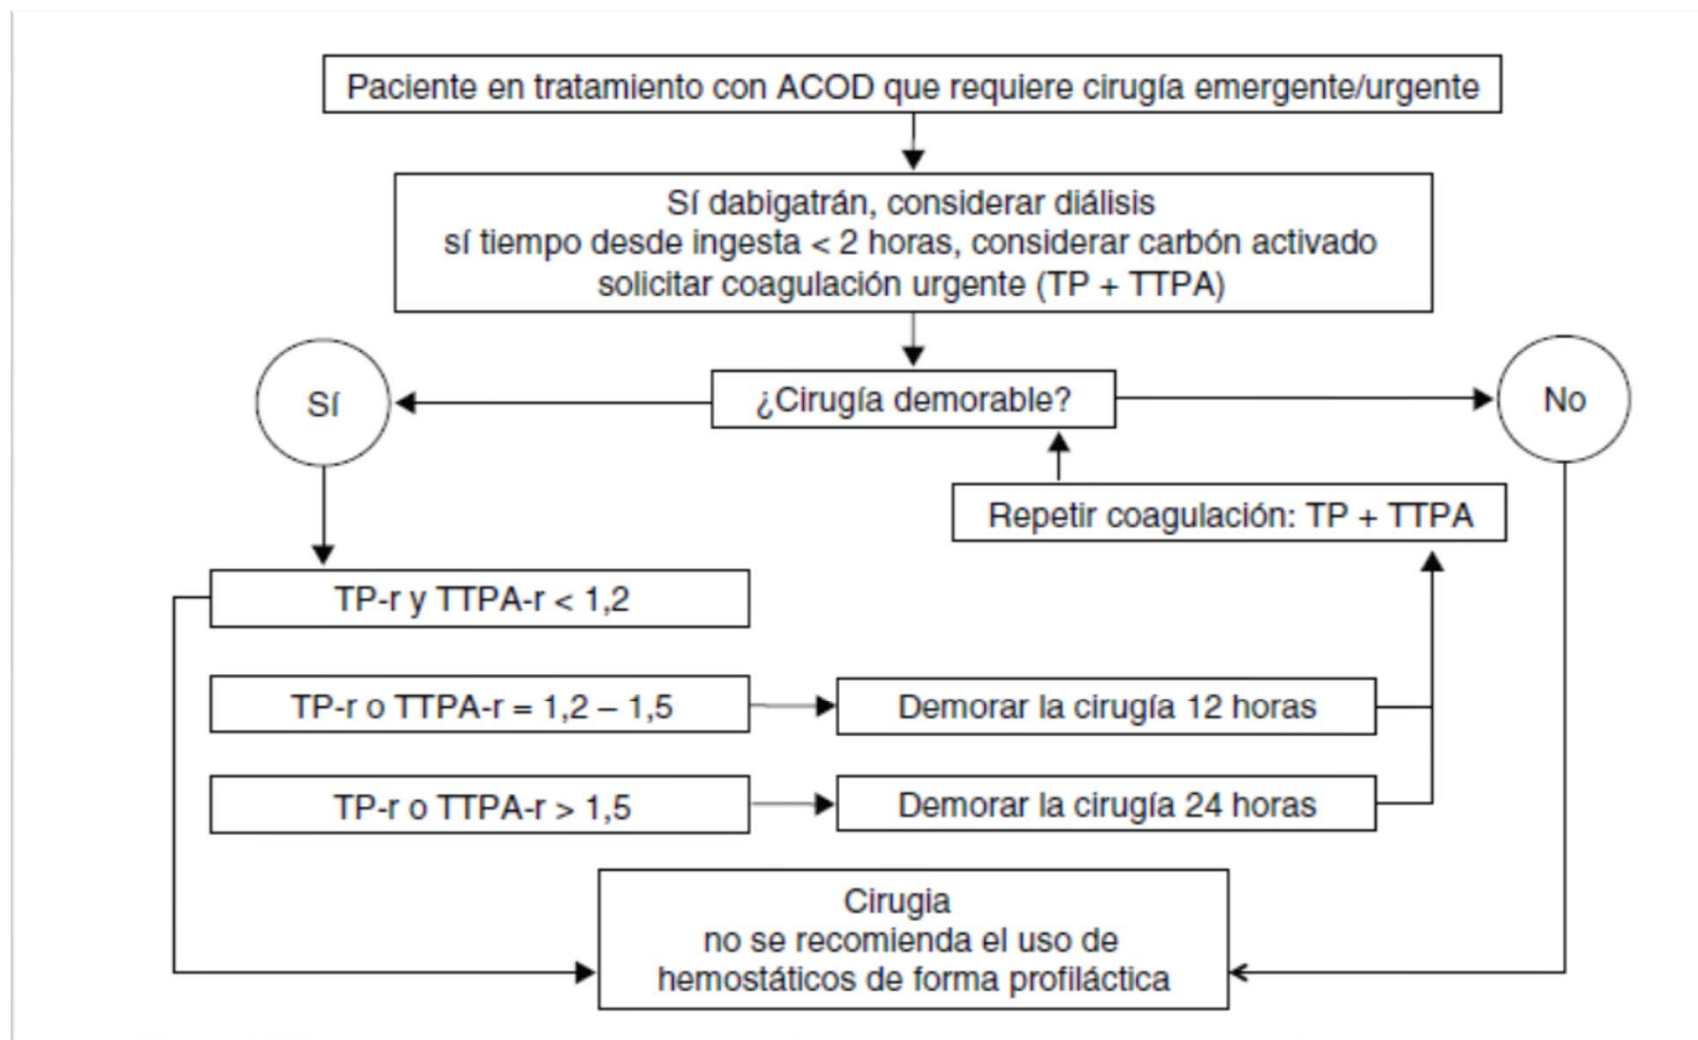 Paciente en tratamiento con ACOD que requiere cirugía emergente/urgente
Sí dabigatrán, considerar diálisis
sí tiempo desde ingesta < 2 horas, considerar carbón activado
solicitar coagulación urgente (TP + TTPA)
Sí
¿Cirugía demorable?
No
Repetir coagulación: TP + TTPA
TP-r y TTPA-r < 1,2
TP-r o TTPA-r = 1,2 – 1,5
Demorar la cirugía 12 horas
TP-r o TTPA-r > 1,5
Demorar la cirugía 24 horas
Cirugia
no se recomienda el uso de
hemostáticos de forma profiláctica